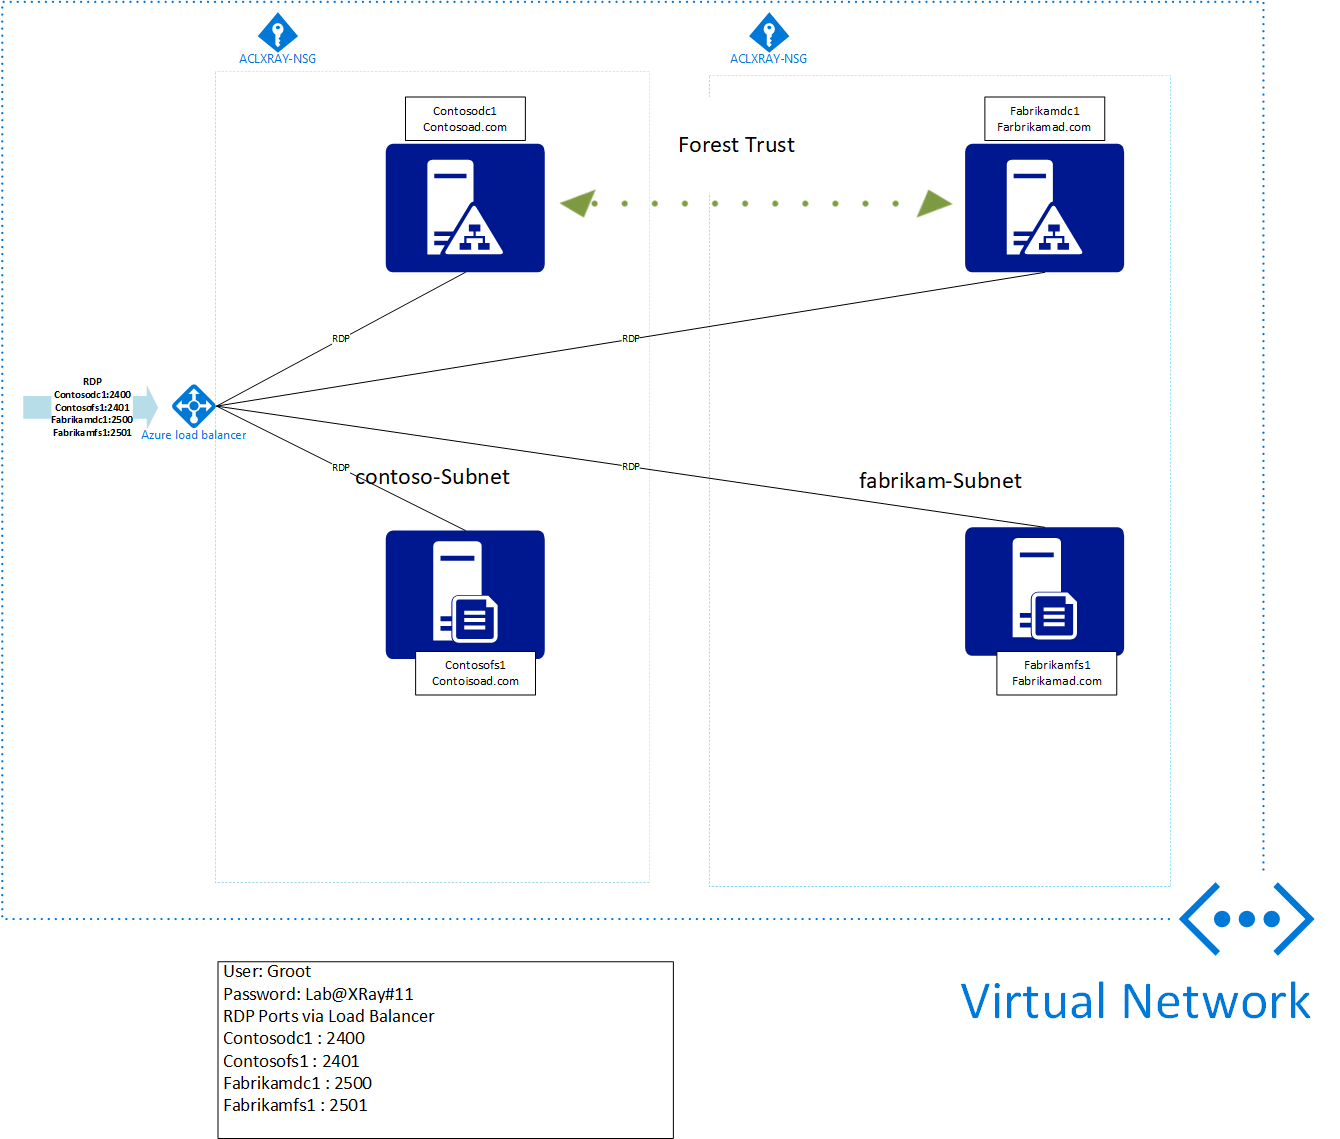 ACLXRAY-NSG
ACLXRAY-NSG
Contosodc1
Contosoad.com
Fabrikamdc1
Farbrikamad.com
Forest Trust
RDP
RDP
RDP
Contosodc1:2400
Contosofs1:2401
Fabrikamdc1:2500
Fabrikamfs1:2501
Azure load balancer
RDP
RDP
contoso-Subnet
fabrikam-Subnet
Contosofs1
Contoisoad.com
Fabrikamfs1
Fabrikamad.com
Virtual Network
User: Groot
Password: Lab@XRay#11
RDP Ports via Load Balancer
Contosodc1 : 2400
Contosofs1 : 2401
Fabrikamdc1 : 2500
Fabrikamfs1 : 2501